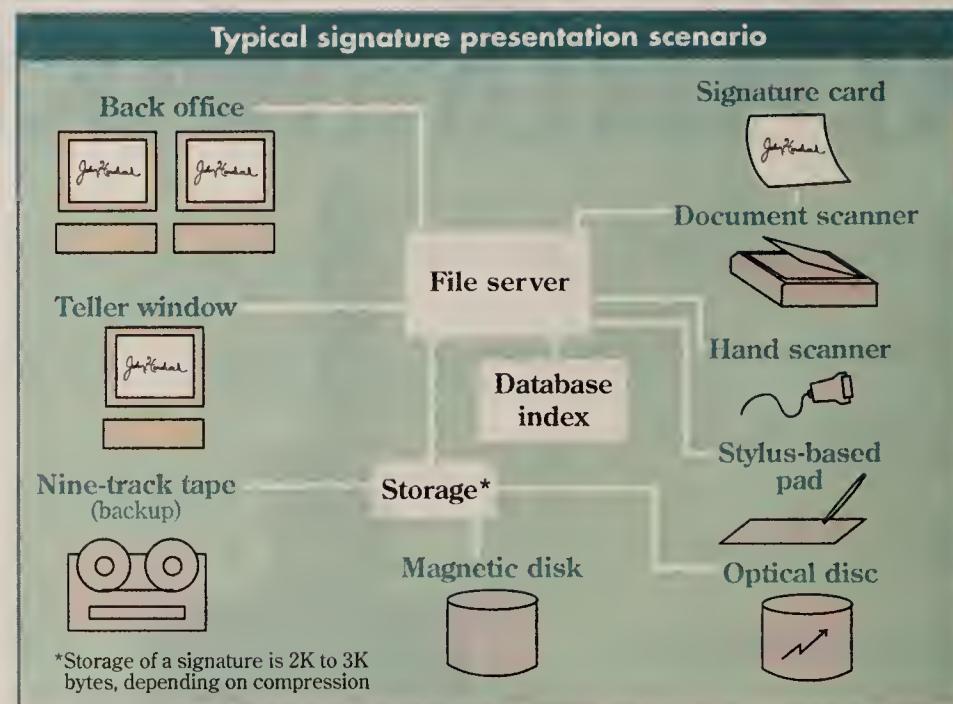 Typical signature presentation scenario
Back office
Signature card
Document scanner
File server
Teller window
Hand scanner
Database
index
Stylus-based
pad
Nine-track tape
(backup)
Storage*
Magnetic disk
Optical disc
*Storage of a signature is 2K to 3K
bytes, depending on compression